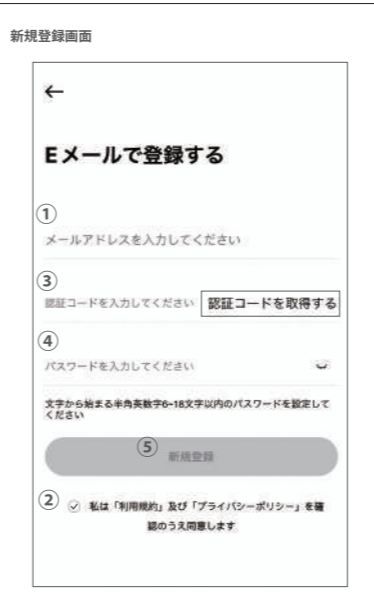 新規登録画面
←
Eメールで登録する
①
メールアドレスを入力してください
③
認証コードを入力してください 認証コードを取得する
④
パスワードを入力してください
文字から始まる半角英数字6~18文字以内のパスワードを設定して
ください
⑤
新規登録
② 私は「利用規約」及び「プライバシーポリシー」を確
認のうえ同意します